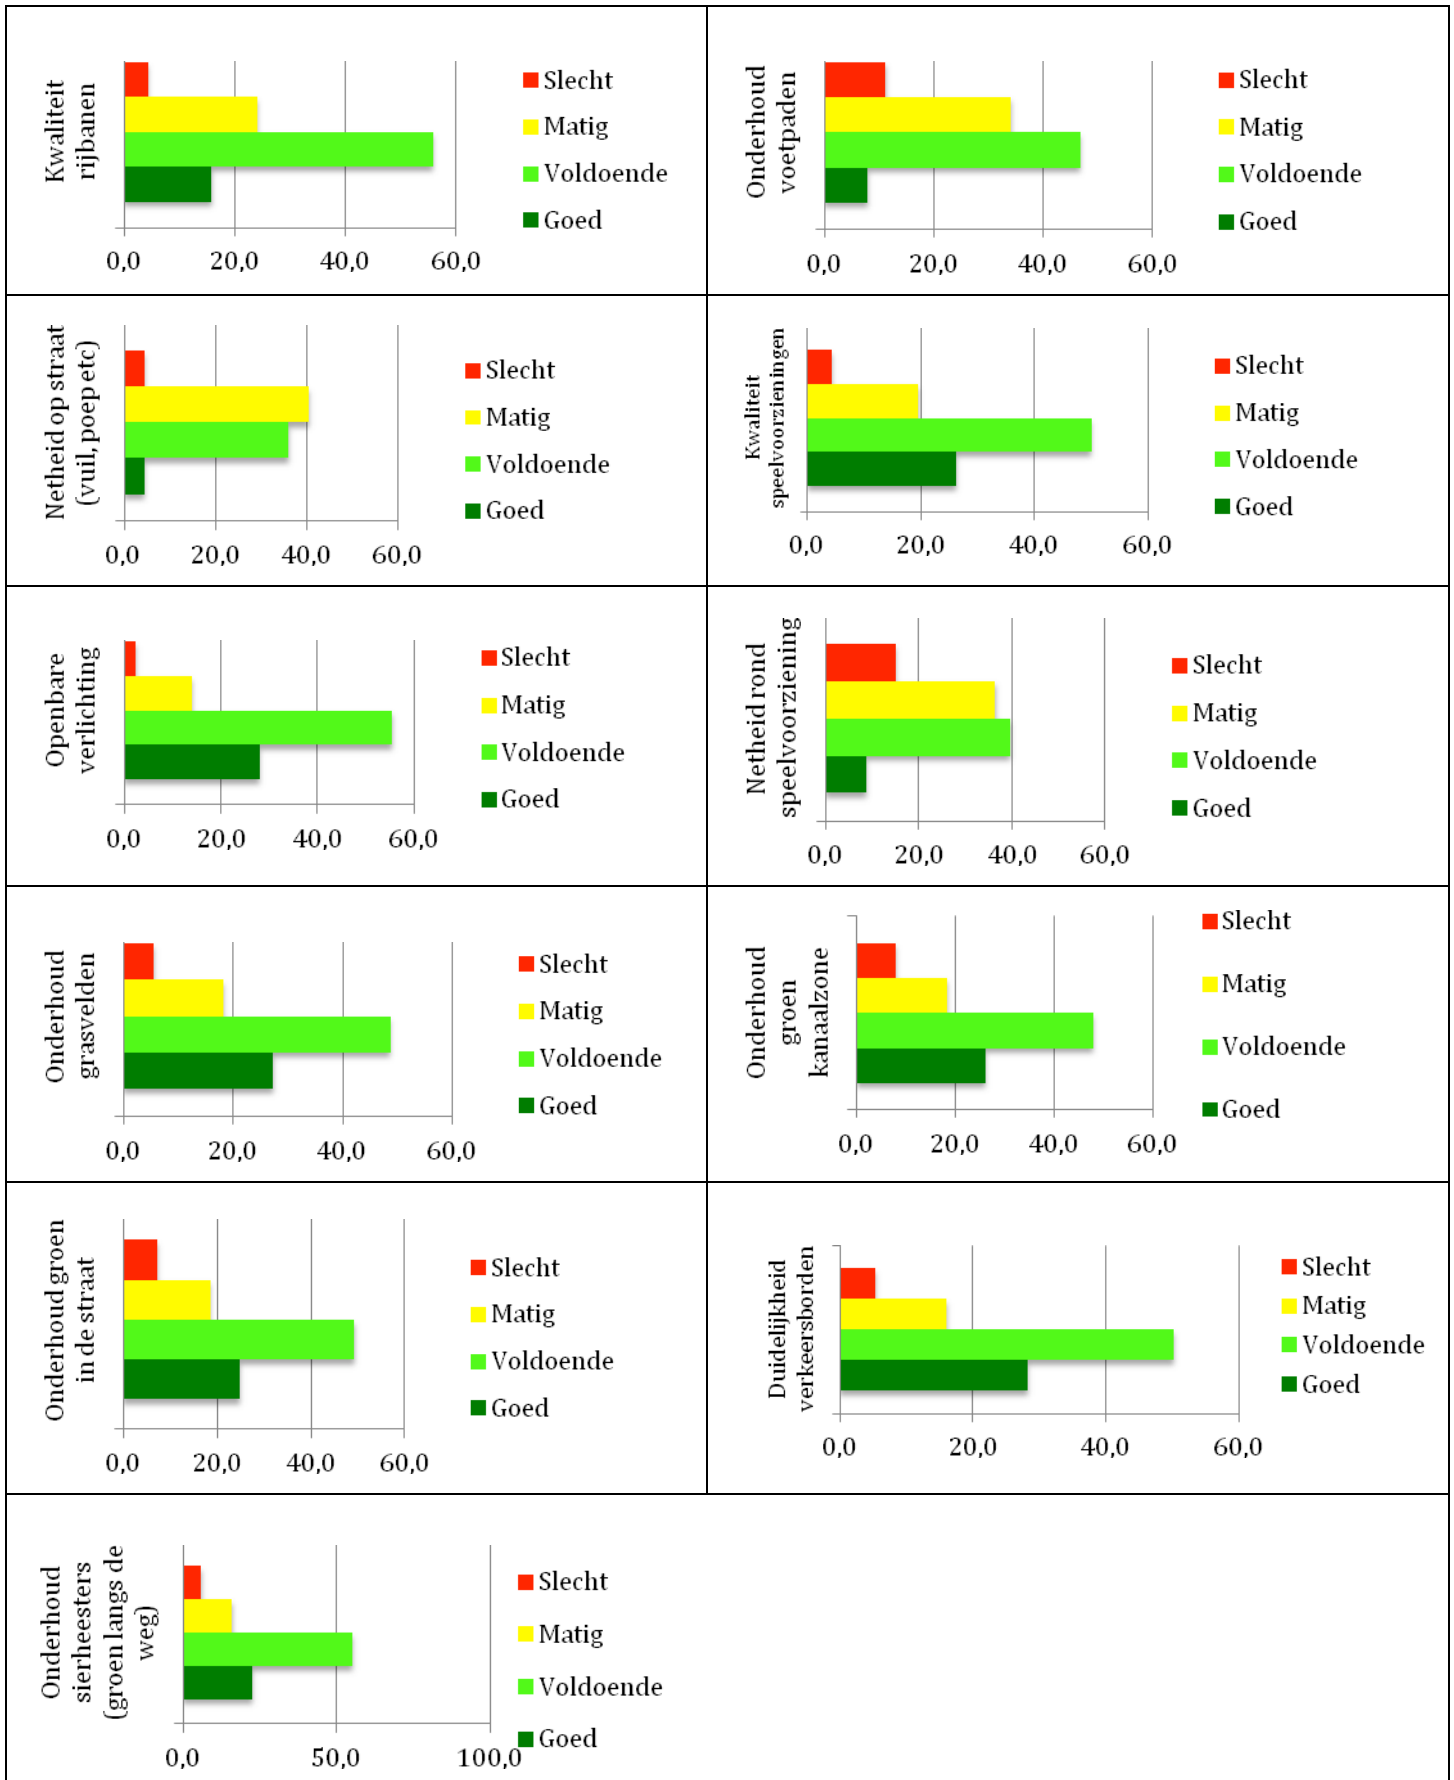 Kwaliteit
rijbanen
Slecht
Matig
Voldoende
Goed
0,0 20,0 40,0 60,0
Onderhoud
voetpaden
Slecht
Matig
Voldoende
Goed
0,0 20,0 40,0 60,0
Netheid op straat
(vuil, poep etc)
Slecht
Matig
Voldoende
Goed
0,0 20,0 40,0 60,0
Kwaliteit
speelvoorzieningen
Slecht
Matig
Voldoende
Goed
0,0 20,0 40,0 60,0
Openbare
verlichting
Slecht
Matig
Voldoende
Goed
0,0 20,0 40,0 60,0
Netheid rond
speelvoorziening
Slecht
Matig
Voldoende
Goed
0,0 20,0 40,0 60,0
Onderhoud
grasvelden
Slecht
Matig
Voldoende
Goed
0,0 20,0 40,0 60,0
Onderhoud
groen
kanaalzone
Slecht
Matig
Voldoende
Goed
0,0 20,0 40,0 60,0
Onderhoud groen
in de straat
Slecht
Matig
Voldoende
Goed
0,0 20,0 40,0 60,0
Duidelijkheid
verkeersborden
Slecht
Matig
Voldoende
Goed
0,0 20,0 40,0 60,0
Onderhoud
sierheesters
(groen langs de
weg)
Slecht
Matig
Voldoende
Goed
0,0 50,0 100,0